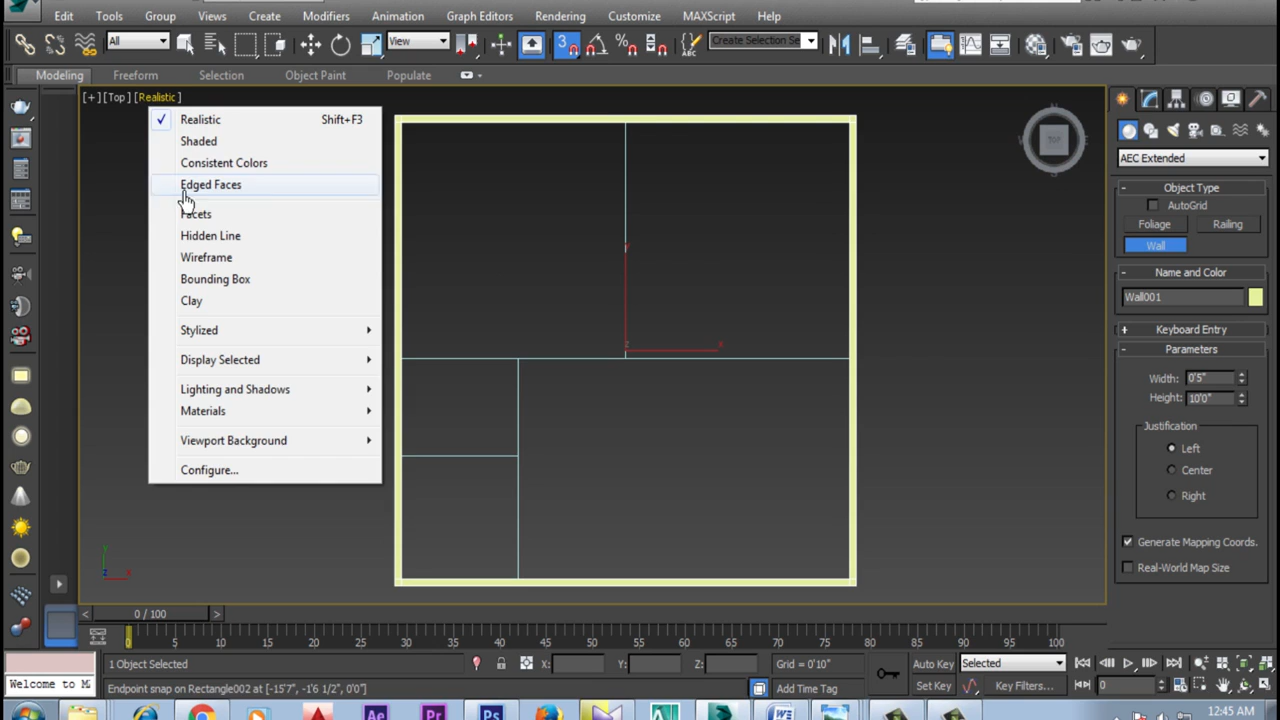 Edit Tools Group Views Create Modifiers Animation Graph Editors Rendering Customize MAXScript Help
All View 3 Create Selection Se
Modeling Freeform Selection Object Paint Populate
[+] [Top ] [Realistic ]
Realistic Shift+F3
Shaded
Consistent Colors
Edged Faces
Facets
Hidden Line
Wireframe
Bounding Box
Clay
Stylized
Display Selected
Lighting and Shadows
Materials
Viewport Background
Configure...
TOP
y
z x
y
z x
AEC Extended
- Object Type
AutoGrid
Foliage Railing
Wall
- Name and Color
Wall001
+ Keyboard Entry
- Parameters
Width: 0'5"
Height: 10'0"
Justification
Left
Center
Right
Generate Mapping Coords.
Real-World Map Size
< 0 / 100 >
0 5 10 15 20 25 30 35 40 45 50 55 60 65 70 75 80 85 90 95 100
1 Object Selected X: Y: Z: Grid = 0'10" Auto Key Selected
Welcome to M
Endpoint snap on Rectangle002 at [-15'7", -1'6 1/2", 0'0"] Add Time Tag Set Key Key Filters... 0
Ae Pr Ps W 12:45 AM